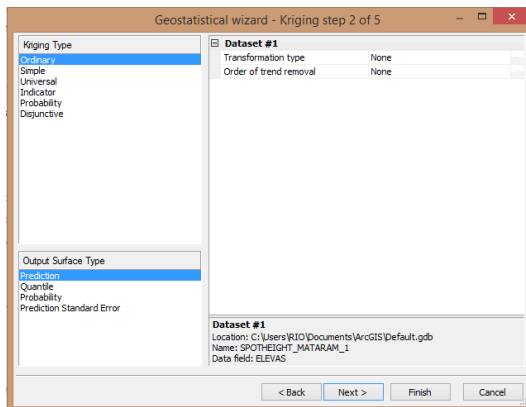 Geostatistical wizard - Kriging step 2 of 5
Kriging Type
Ordinary
Simple
Universal
Indicator
Probability
Disjunctive
Dataset #1
Transformation type None
Order of trend removal None
Output Surface Type
Prediction
Quantile
Probability
Prediction Standard Error
Dataset #1
Location: C:\Users\RIO\Documents\ArcGIS\Default.gdb
Name: SPOTHEIGHT_MATARAM_1
Data field: ELEVAS
< Back Next > Finish Cancel